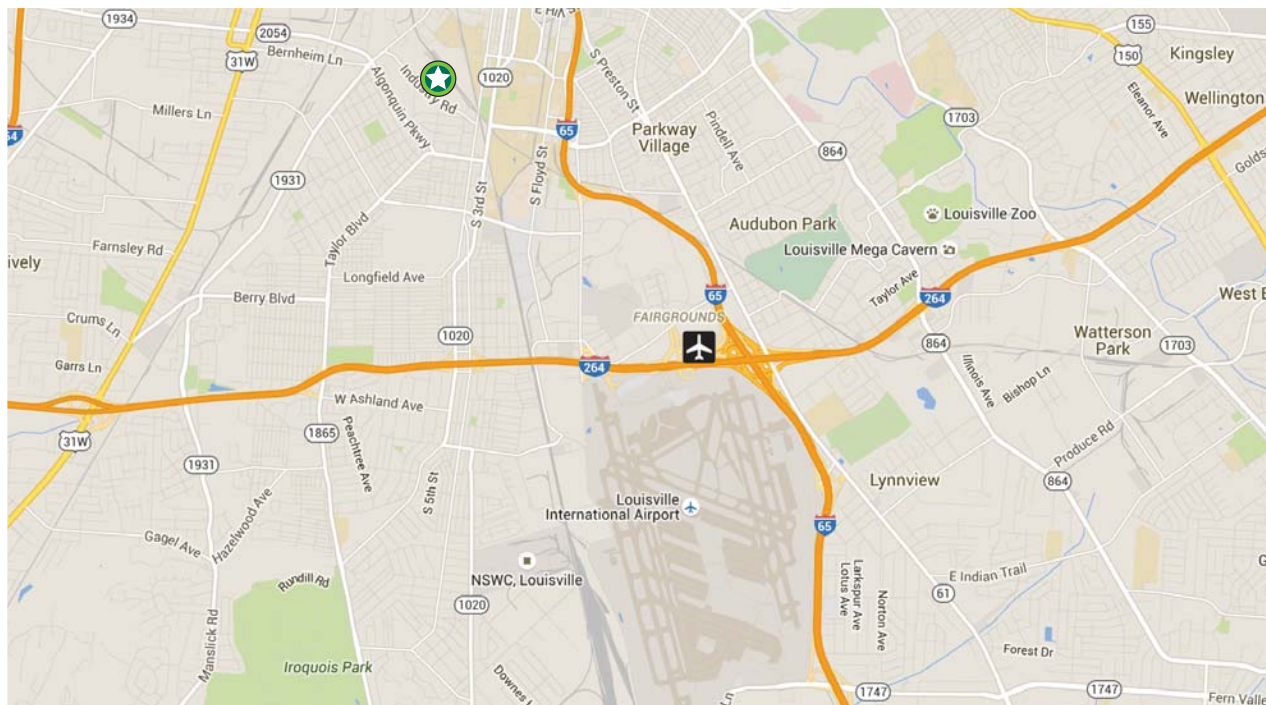 1934
2054
Bernheim Ln
31W
Industry Rd
Algonquin Pkwy
1020
S Preston St
155
150
Kingsley
Millers Ln
Eleanor Ave
Wellington
64
65
Parkway
Village
Pindell Ave
1703
864
S Floyd St
1931
S 3rd St
Taylor Blvd
Audubon Park
Louisville Zoo
Farnsley Rd
Louisville Mega Cavern
ively
Longfield Ave
Taylor Ave
Berry Blvd
65
264
FAIRGROUNDS
Crums Ln
1020
Watterson
Park
864
1703
Garrs Ln
264
Illinois Ave
Bishop Ln
W Ashland Ave
31W
1865
Peachtree Ave
1931
Produce Rd
Lynnview
864
S 5th St
Hazelwood Ave
Louisville
International Airport
65
Gagel Ave
Rundill Rd
NSWC, Louisville
E Indian Trail
Larkspur Ave
Lotus Ave
Norton Ave
61
1020
Manslick Rd
Iroquois Park
Forest Dr
Ln
1747
1747
Fern Valle